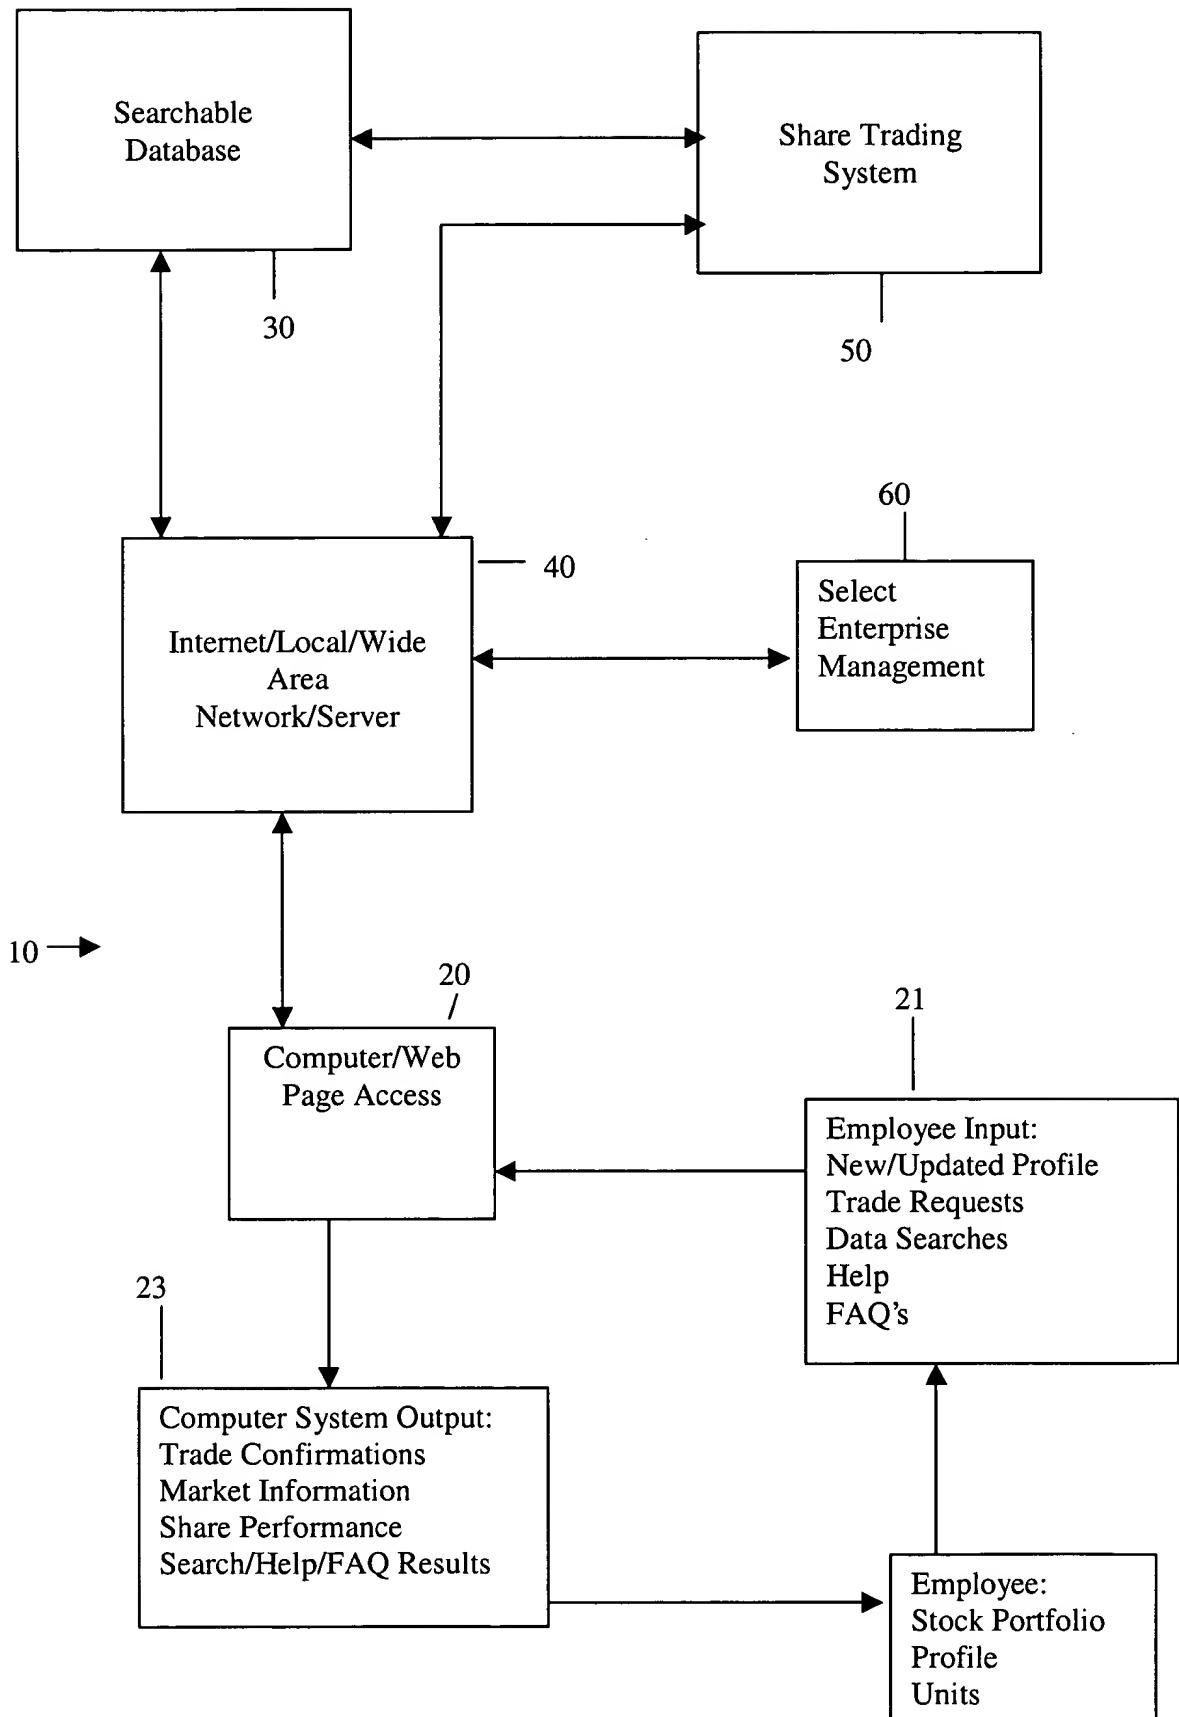 Searchable
Database
Share Trading
System
30
50
60
40
Select
Enterprise
Management
Internet/Local/Wide
Area
Network/Server
10
20
21
Computer/Web
Page Access
Employee Input:
New/Updated Profile
Trade Requests
Data Searches
Help
FAQ's
23
Computer System Output:
Trade Confirmations
Market Information
Share Performance
Search/Help/FAQ Results
Employee:
Stock Portfolio
Profile
Units